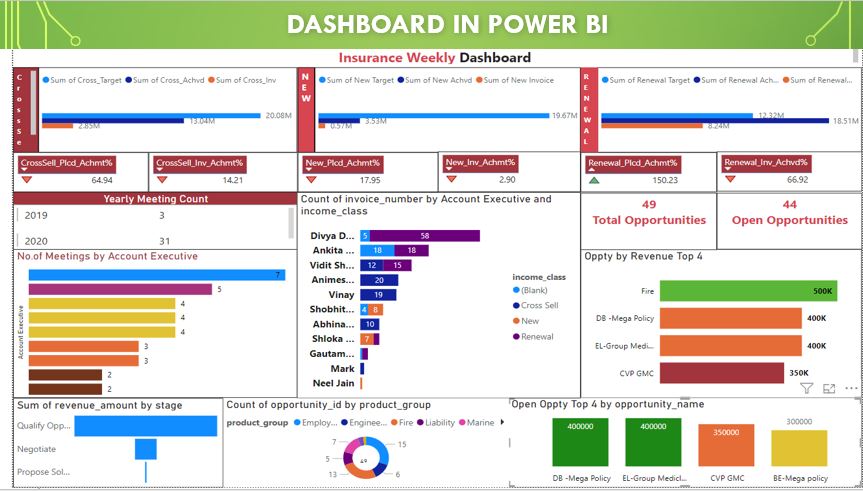 DASHBOARD IN POWER BI
Insurance Weekly Dashboard
CrossSe
Sum of Cross_Target Sum of Cross_Achvd Sum of Cross_Inv
20.08M
13.04M
2.85M
NEW
Sum of New Target Sum of New Achvd Sum of New Invoice
19.67M
3.53M
0.57M
RENEWAL
Sum of Renewal Target Sum of Renewal Ach... Sum of Renewal...
12.32M
18.51M
8.24M
CrossSell_Plcd_Achmt%
64.94
CrossSell_Inv_Achmt%
14.21
New_Plcd_Achmt%
17.95
New_Inv_Achmt%
2.90
Renewal_Plcd_Achmt%
150.23
Renewal_Inv_Achvd%
66.92
Yearly Meeting Count
2019 3
2020 31
No.of Meetings by Account Executive
Account Executive
7
5
4
4
4
3
3
2
2
Count of invoice_number by Account Executive and
income_class
Divya D... 5 58
Ankita ... 18 18
Vidit Sh... 12 15
Animes... 20
Vinay 19
Shobhit... 4 8
Abhina... 10
Shloka ... 7
Gautam...
Mark
Neel Jain
income_class
(Blank)
Cross Sell
New
Renewal
49
Total Opportunities
44
Open Opportunities
Oppty by Revenue Top 4
Fire 500K
DB -Mega Policy 400K
EL-Group Medi... 400K
CVP GMC 350K
Sum of revenue_amount by stage
Qualify Opp...
Negotiate
Propose Sol...
Count of opportunity_id by product_group
product_group Employ... Enginee... Fire Liability Marine
7
15
5
49
13
6
Open Oppty Top 4 by opportunity_name
400000 400000 350000 300000
DB -Mega Policy EL-Group Medicl... CVP GMC BE-Mega policy